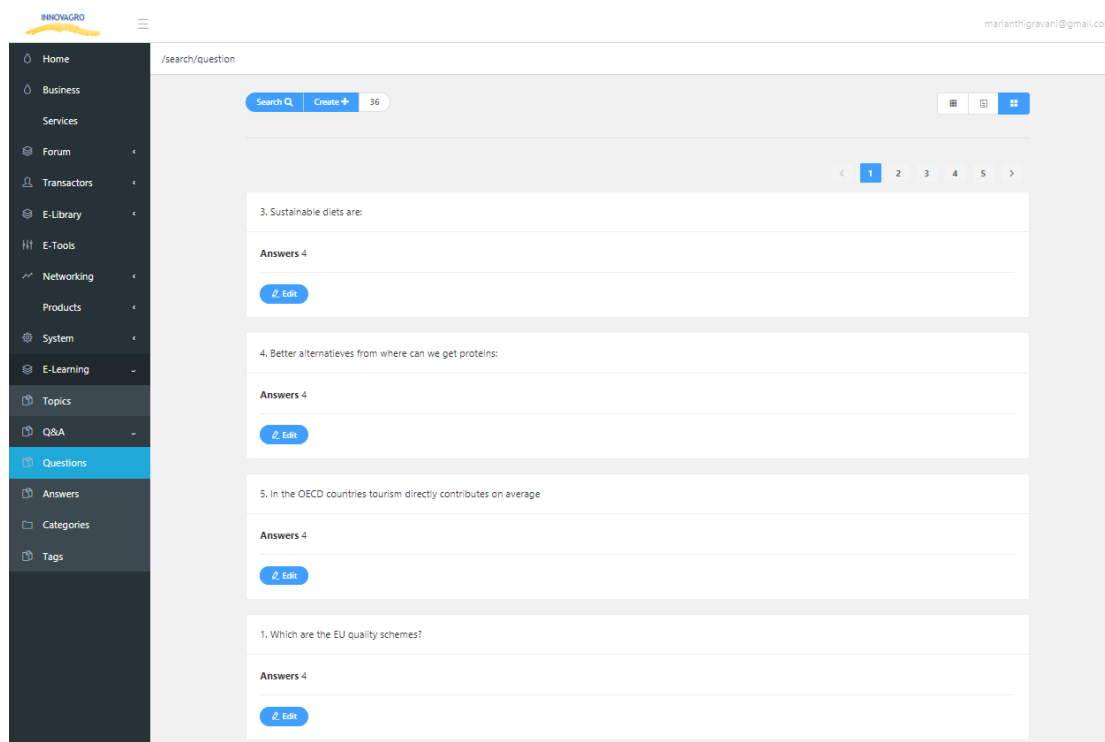 INNOVAGRO
marianthigravani@gmail.co
Home
/search/question
Business
Services
Forum
Transactors
E-Library
E-Tools
Networking
Products
System
E-Learning
Topics
Q&A
Questions
Answers
Categories
Tags
Search Create + 36
1 2 3 4 5
3. Sustainable diets are:
Answers 4
Edit
4. Better alternatieves from where can we get proteins:
Answers 4
Edit
5. In the OECD countries tourism directly contributes on average
Answers 4
Edit
1. Which are the EU quality schemes?
Answers 4
Edit